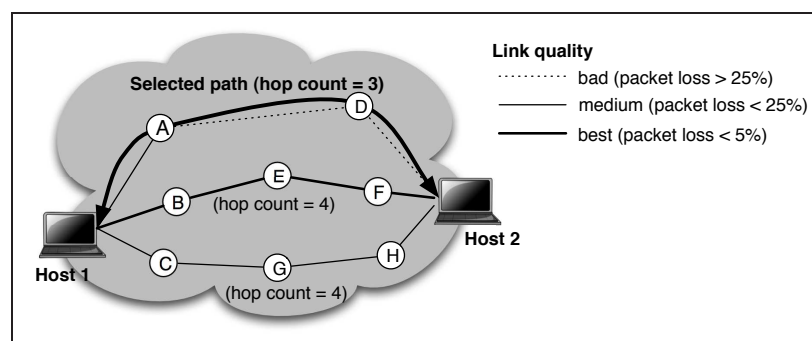 Link quality
bad (packet loss > 25%)
medium (packet loss < 25%)
best (packet loss < 5%)
Selected path (hop count = 3)
A
D
B
E
F
(hop count = 4)
Host 1
Host 2
C
G
H
(hop count = 4)